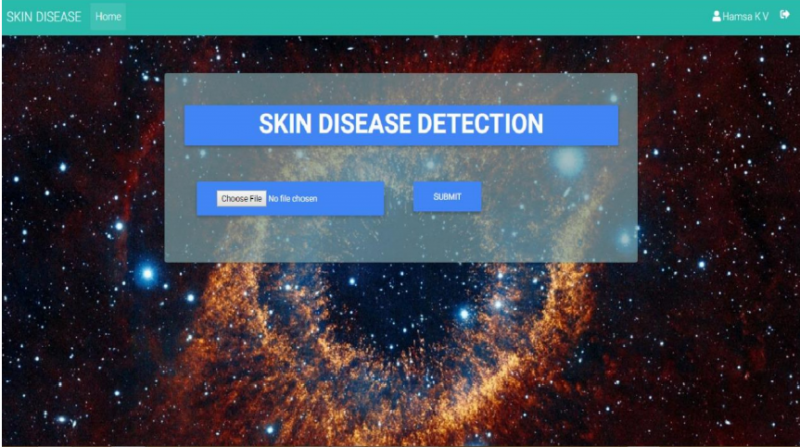 SKIN DISEASE Home Hamsa K V
SKIN DISEASE DETECTION
Choose File No file chosen SUBMIT